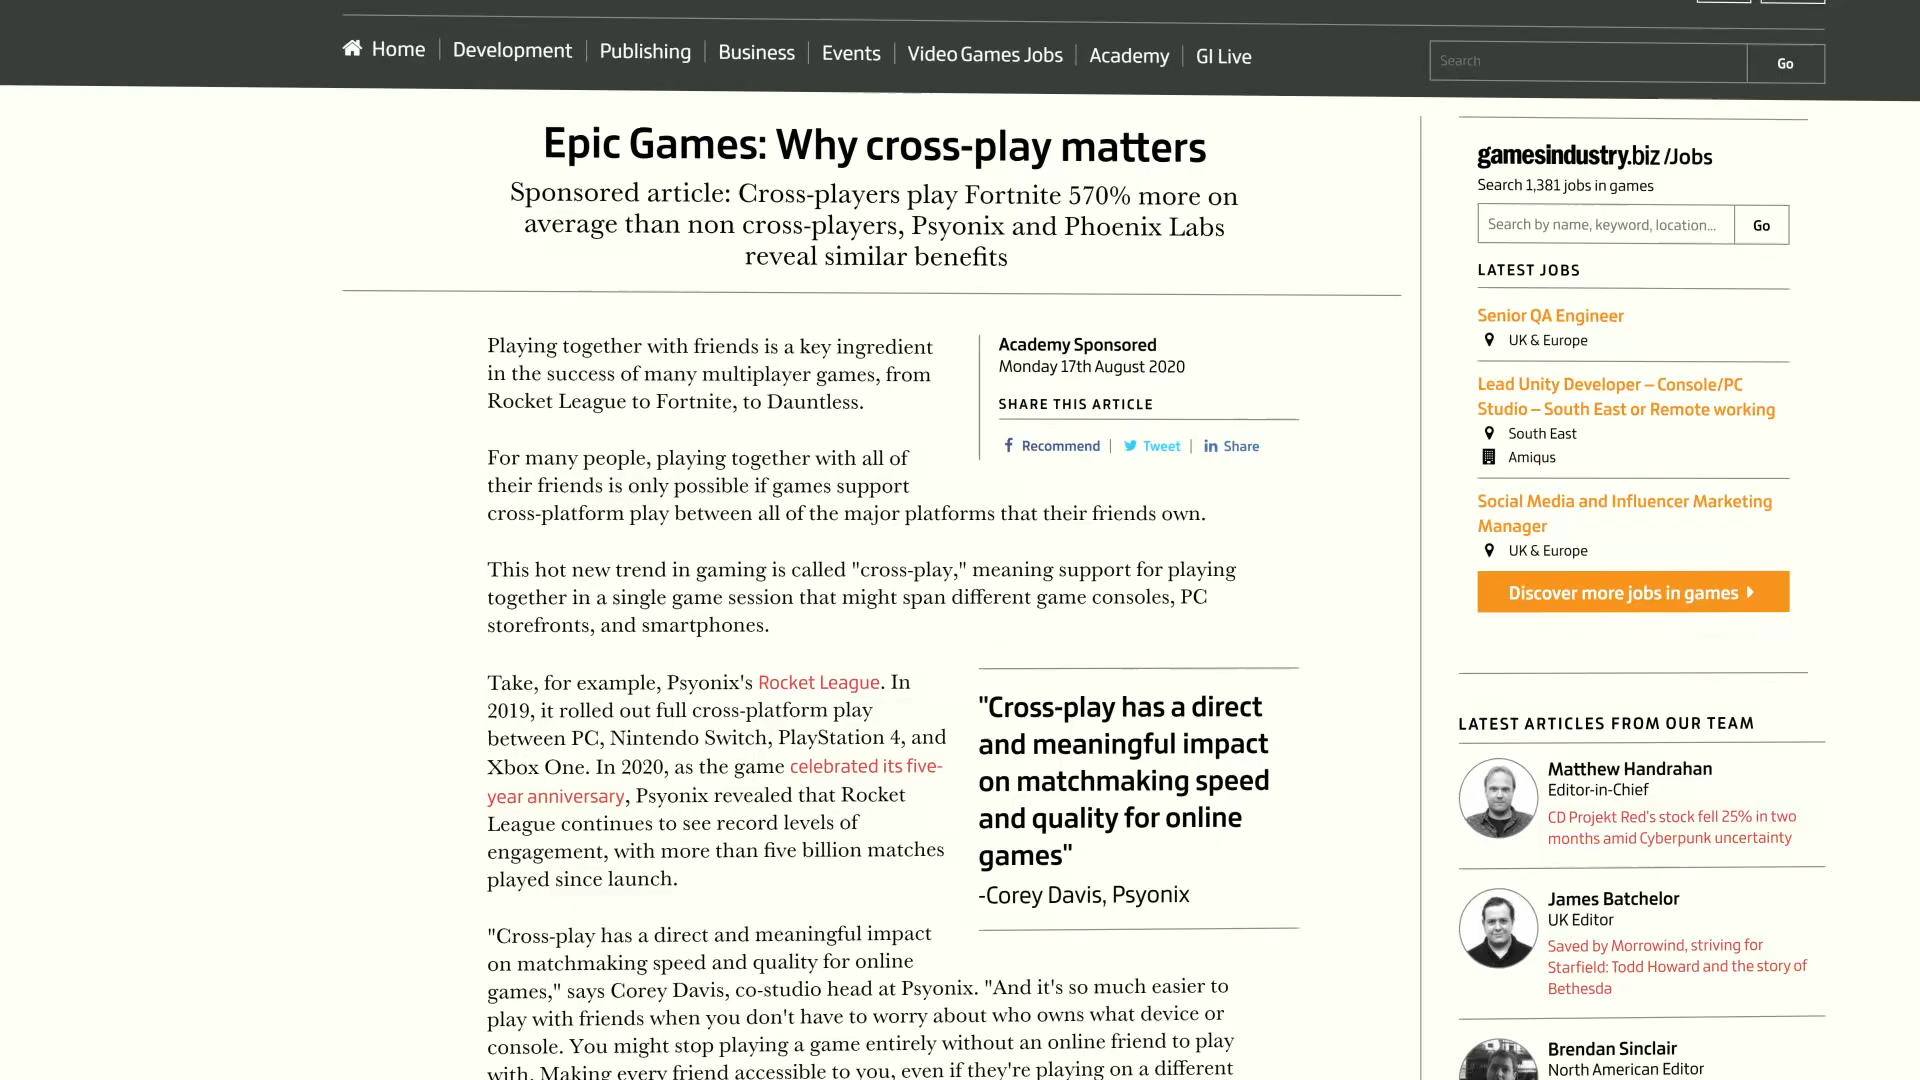 Home
Development
Publishing
Business
Events
Video Games Jobs
Academy
GI Live
Search
Go
Epic Games: Why cross-play matters
Sponsored article: Cross-players play Fortnite 570% more on
average than non cross-players, Psyonix and Phoenix Labs
reveal similar benefits
Playing together with friends is a key ingredient
in the success of many multiplayer games, from
Rocket League to Fortnite, to Dauntless.
For many people, playing together with all of
their friends is only possible if games support
cross-platform play between all of the major platforms that their friends own.
This hot new trend in gaming is called "cross-play," meaning support for playing
together in a single game session that might span different game consoles, PC
storefronts, and smartphones.
Take, for example, Psyonix's Rocket League. In
2019, it rolled out full cross-platform play
between PC, Nintendo Switch, PlayStation 4, and
Xbox One. In 2020, as the game celebrated its five-
year anniversary, Psyonix revealed that Rocket
League continues to see record levels of
engagement, with more than five billion matches
played since launch.
"Cross-play has a direct and meaningful impact
on matchmaking speed and quality for online
games," says Corey Davis, co-studio head at Psyonix. "And it's so much easier to
play with friends when you don't have to worry about who owns what device or
console. You might stop playing a game entirely without an online friend to play
with. Making every friend accessible to you, even if they're playing on a different
Academy Sponsored
Monday 17th August 2020
SHARE THIS ARTICLE
Recommend
Tweet
Share
"Cross-play has a direct
and meaningful impact
on matchmaking speed
and quality for online
games"
-Corey Davis, Psyonix
gamesindustry.biz /Jobs
Search 1,381 jobs in games
Search by name, keyword, location...
Go
LATEST JOBS
Senior QA Engineer
UK & Europe
Lead Unity Developer – Console/PC
Studio – South East or Remote working
South East
Amiqus
Social Media and Influencer Marketing
Manager
UK & Europe
Discover more jobs in games
LATEST ARTICLES FROM OUR TEAM
Matthew Handrahan
Editor-in-Chief
CD Projekt Red's stock fell 25% in two
months amid Cyberpunk uncertainty
James Batchelor
UK Editor
Saved by Morrowind, striving for
Starfield: Todd Howard and the story of
Bethesda
Brendan Sinclair
North American Editor